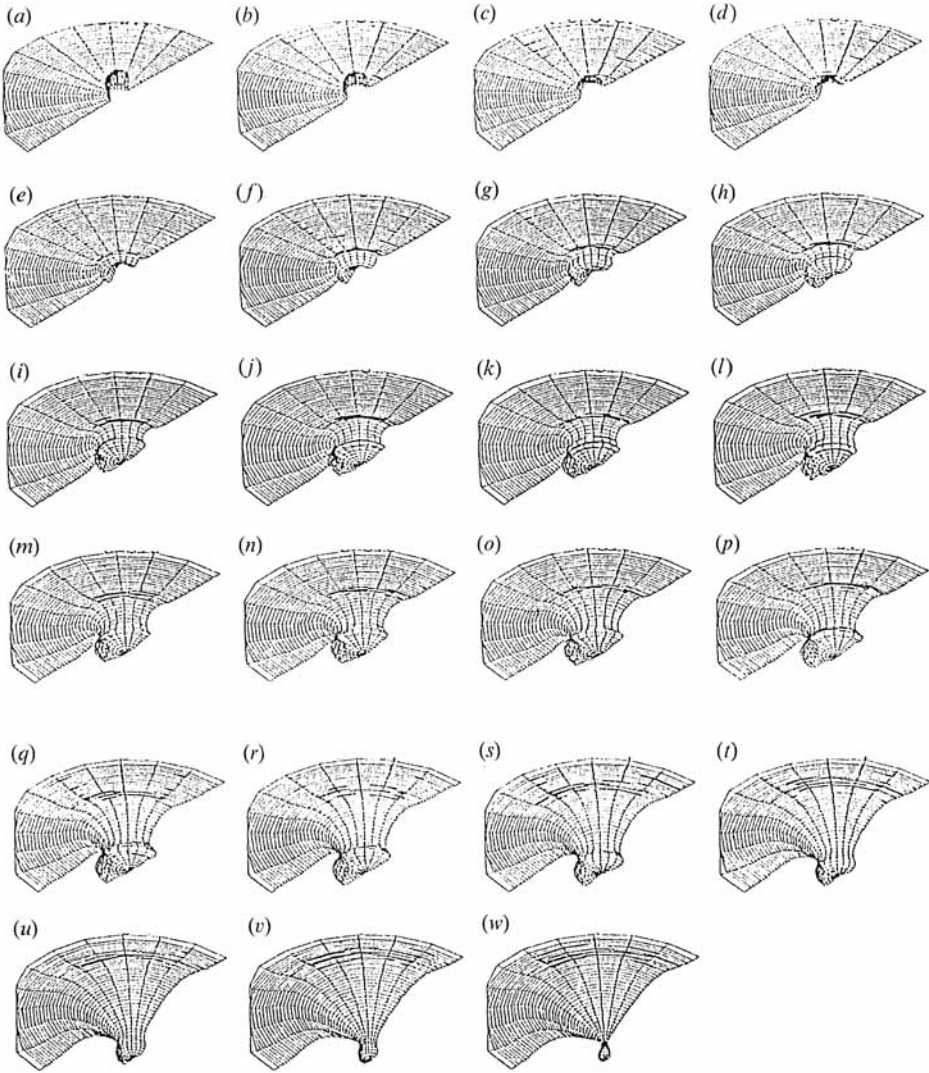 (a) (b) (c) (d)
(e) (f) (g) (h)
(i) (j) (k) (l)
(m) (n) (o) (p)
(q) (r) (s) (t)
(u) (v) (w)